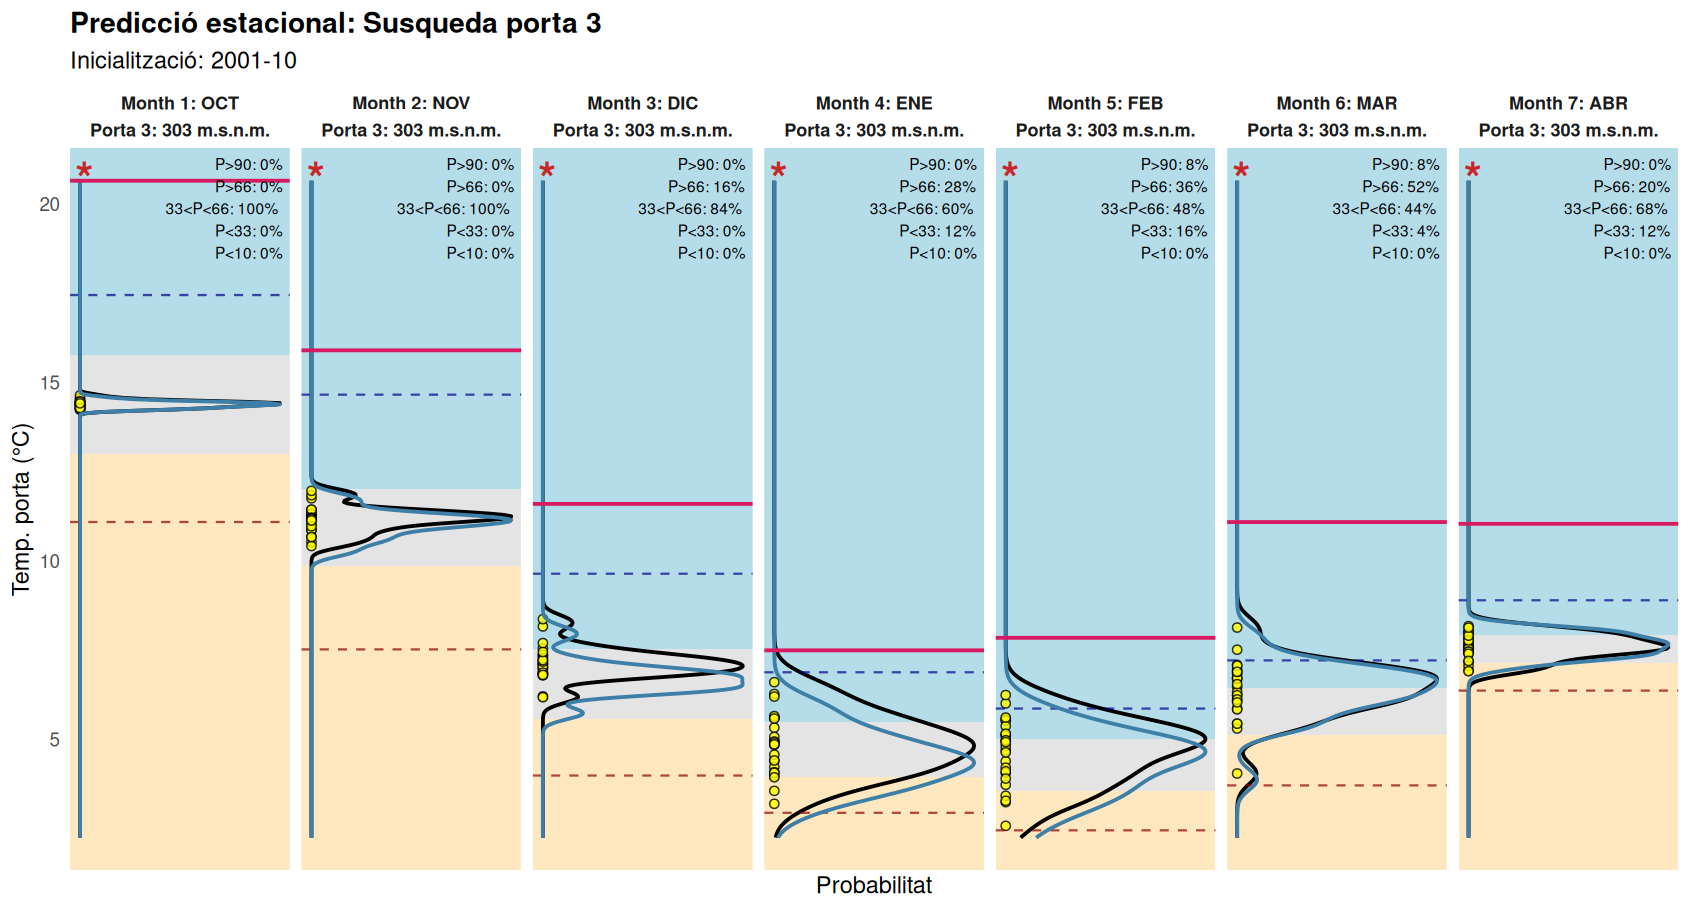 Predicció estacional: Susqueda porta 3
Inicialització: 2001-10
Month 1: OCT
Porta 3: 303 m.s.n.m.
Month 2: NOV
Porta 3: 303 m.s.n.m.
Month 3: DIC
Porta 3: 303 m.s.n.m.
Month 4: ENE
Porta 3: 303 m.s.n.m.
Month 5: FEB
Porta 3: 303 m.s.n.m.
Month 6: MAR
Porta 3: 303 m.s.n.m.
Month 7: ABR
Porta 3: 303 m.s.n.m.
*
P>90: 0%
P>66: 0%
33<P<66: 100%
P<33: 0%
P<10: 0%
*
P>90: 0%
P>66: 0%
33<P<66: 100%
P<33: 0%
P<10: 0%
*
P>90: 0%
P>66: 16%
33<P<66: 84%
P<33: 0%
P<10: 0%
*
P>90: 0%
P>66: 28%
33<P<66: 60%
P<33: 12%
P<10: 0%
*
P>90: 8%
P>66: 36%
33<P<66: 48%
P<33: 16%
P<10: 0%
*
P>90: 8%
P>66: 52%
33<P<66: 44%
P<33: 4%
P<10: 0%
*
P>90: 0%
P>66: 20%
33<P<66: 68%
P<33: 12%
P<10: 0%
20
15
10
5
Temp. porta (°C)
Probabilitat